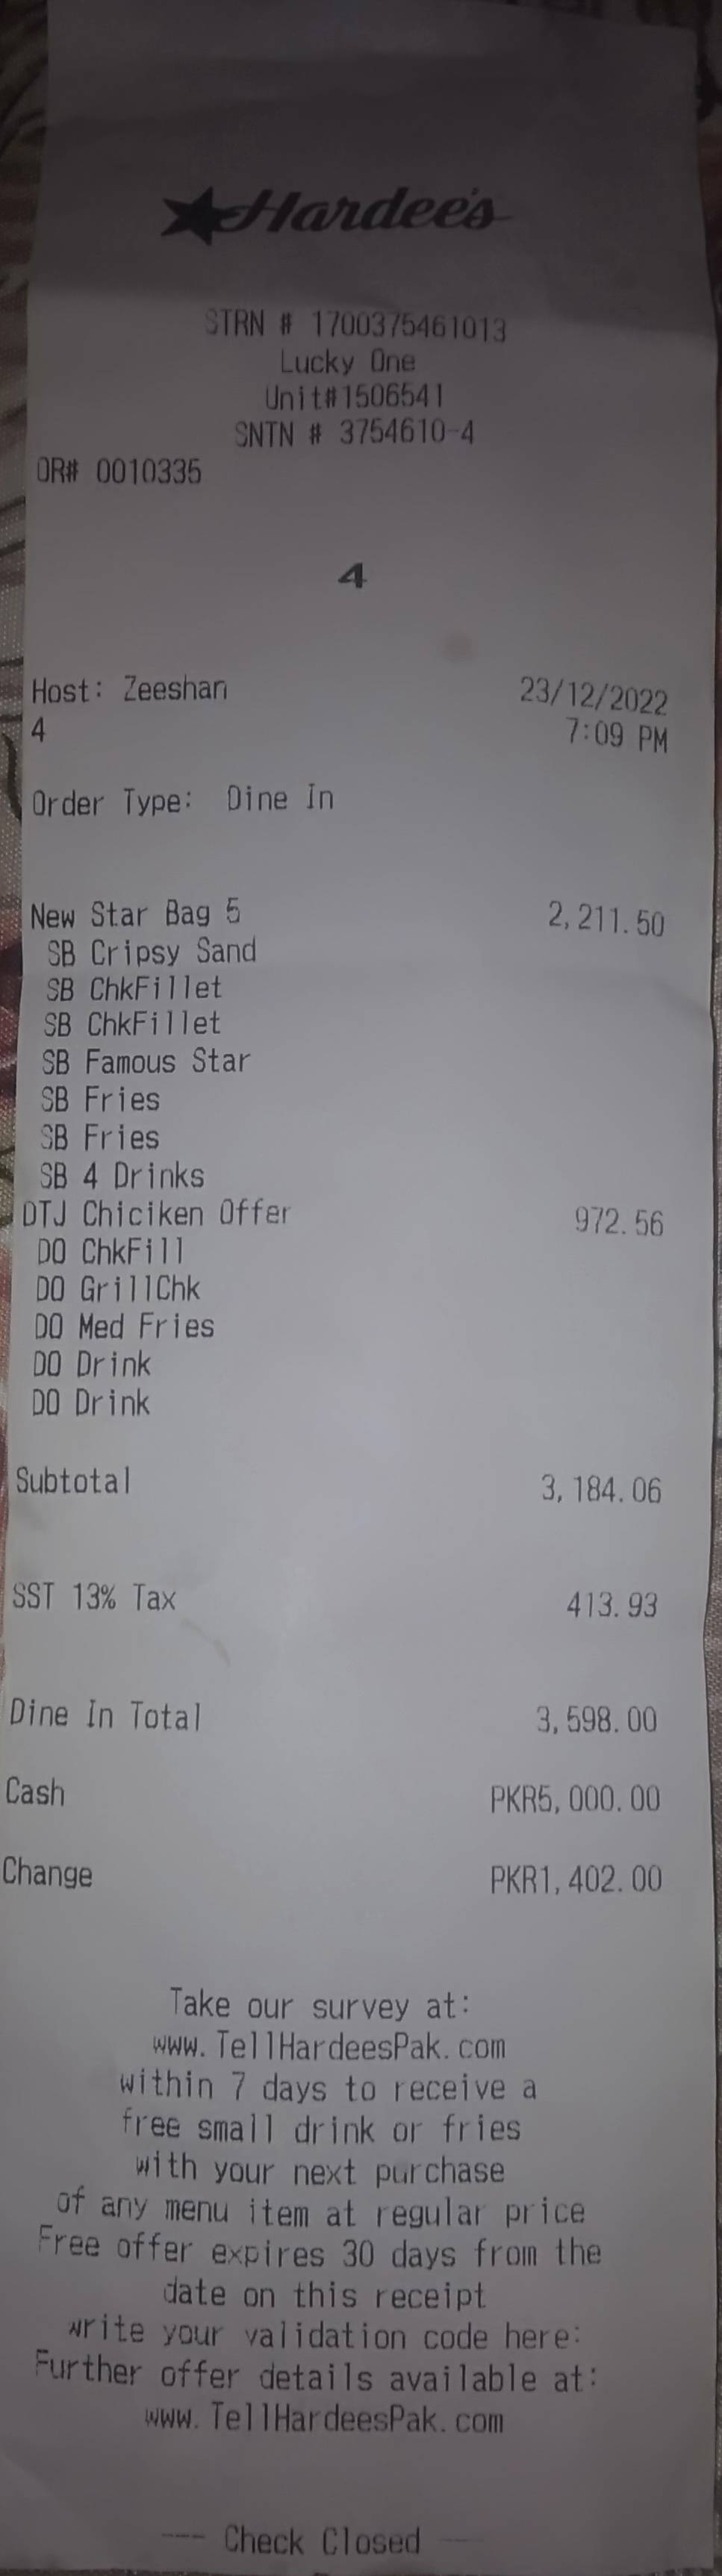 Hardee's
STRN # 1700375461013
Lucky One
Unit#1506541
SNTN # 3754610-4
OR# 0010335
4
Host: Zeeshan 23/12/2022
4 7:09 PM
Order Type: Dine In
New Star Bag 5 2,211.50
SB Cripsy Sand
SB ChkFillet
SB ChkFillet
SB Famous Star
SB Fries
SB Fries
SB 4 Drinks
DTJ Chiciken Offer 972.56
DO ChkFill
DO GrillChk
DO Med Fries
DO Drink
DO Drink
Subtotal 3,184.06
SST 13% Tax 413.93
Dine In Total 3,598.00
Cash PKR5,000.00
Change PKR1,402.00
Take our survey at:
www.TellHardeesPak.com
within 7 days to receive a
free small drink or fries
with your next purchase
of any menu item at regular price
Free offer expires 30 days from the
date on this receipt
write your validation code here:
Further offer details available at:
www.TellHardeesPak.com
--- Check Closed ---